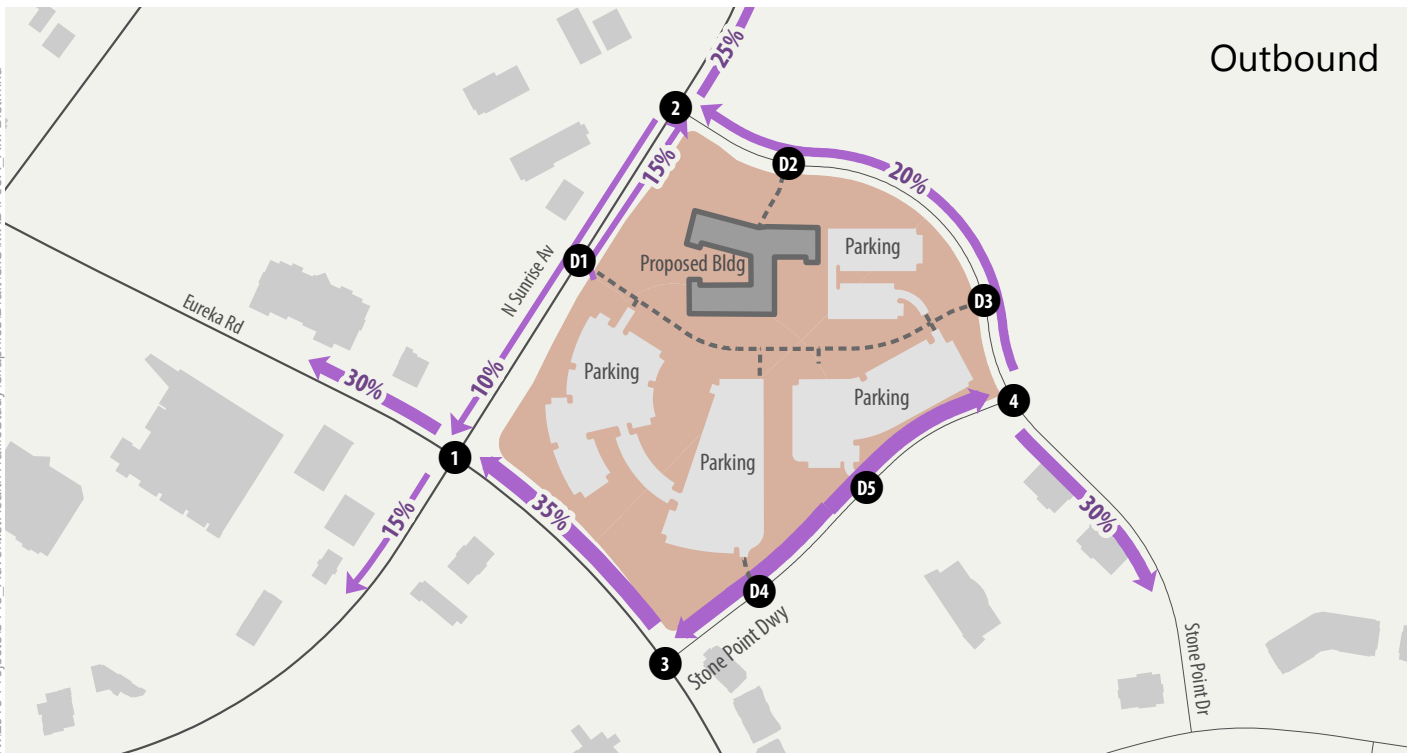 Outbound
25%
2
15%
D2
20%
N Sunrise Av
D1
Proposed Bldg
Parking
D3
Eureka Rd
30%
10%
Parking
Parking
4
1
35%
Parking
D5
30%
15%
D4
3
Stone Point Dwy
Stone Point Dr